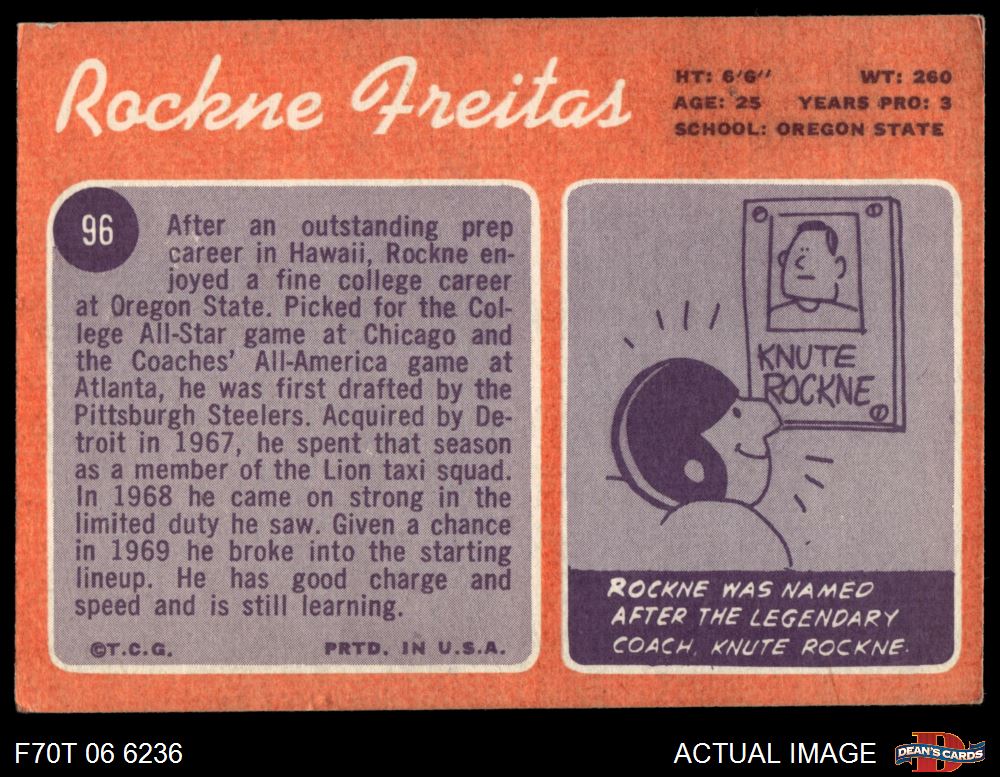 Rockne Freitas
HT: 6'6" WT: 260
AGE: 25 YEARS PRO: 3
SCHOOL: OREGON STATE
96
After an outstanding prep
career in Hawaii, Rockne en-
joyed a fine college career
at Oregon State. Picked for the Col-
lege All-Star game at Chicago and
the Coaches' All-America game at
Atlanta, he was first drafted by the
Pittsburgh Steelers. Acquired by De-
troit in 1967, he spent that season
as a member of the Lion taxi squad.
In 1968 he came on strong in the
limited duty he saw. Given a chance
in 1969 he broke into the starting
lineup. He has good charge and
speed and is still learning.
©T.C.G. PRTD. IN U.S.A.
KNUTE
ROCKNE
ROCKNE WAS NAMED
AFTER THE LEGENDARY
COACH, KNUTE ROCKNE.
F70T 06 6236
ACTUAL IMAGE
D
DEAN'S CARDS